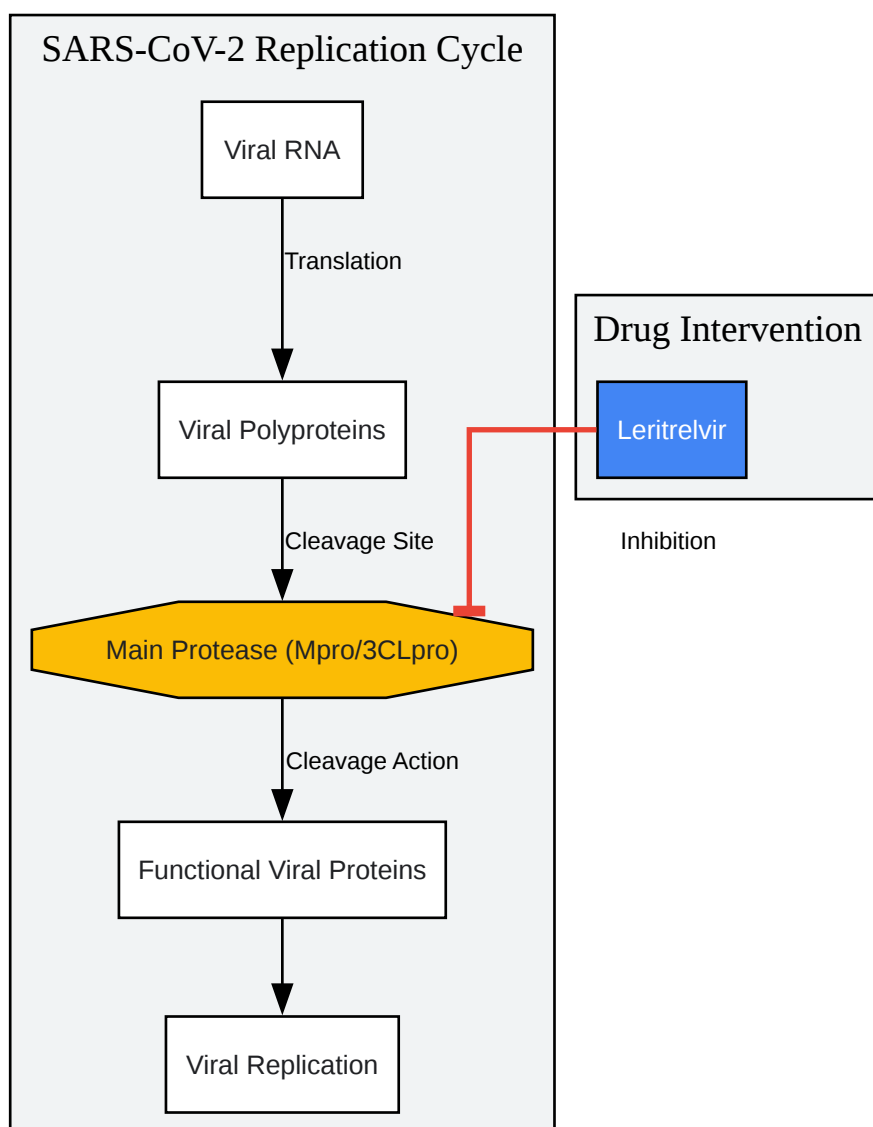 SARS-CoV-2 Replication Cycle
Viral RNA
Translation
Drug Intervention
Viral Polyproteins
Leritrelvir
Cleavage Site
Inhibition
Main Protease (Mpro/3CLpro)
Cleavage Action
Functional Viral Proteins
Viral Replication